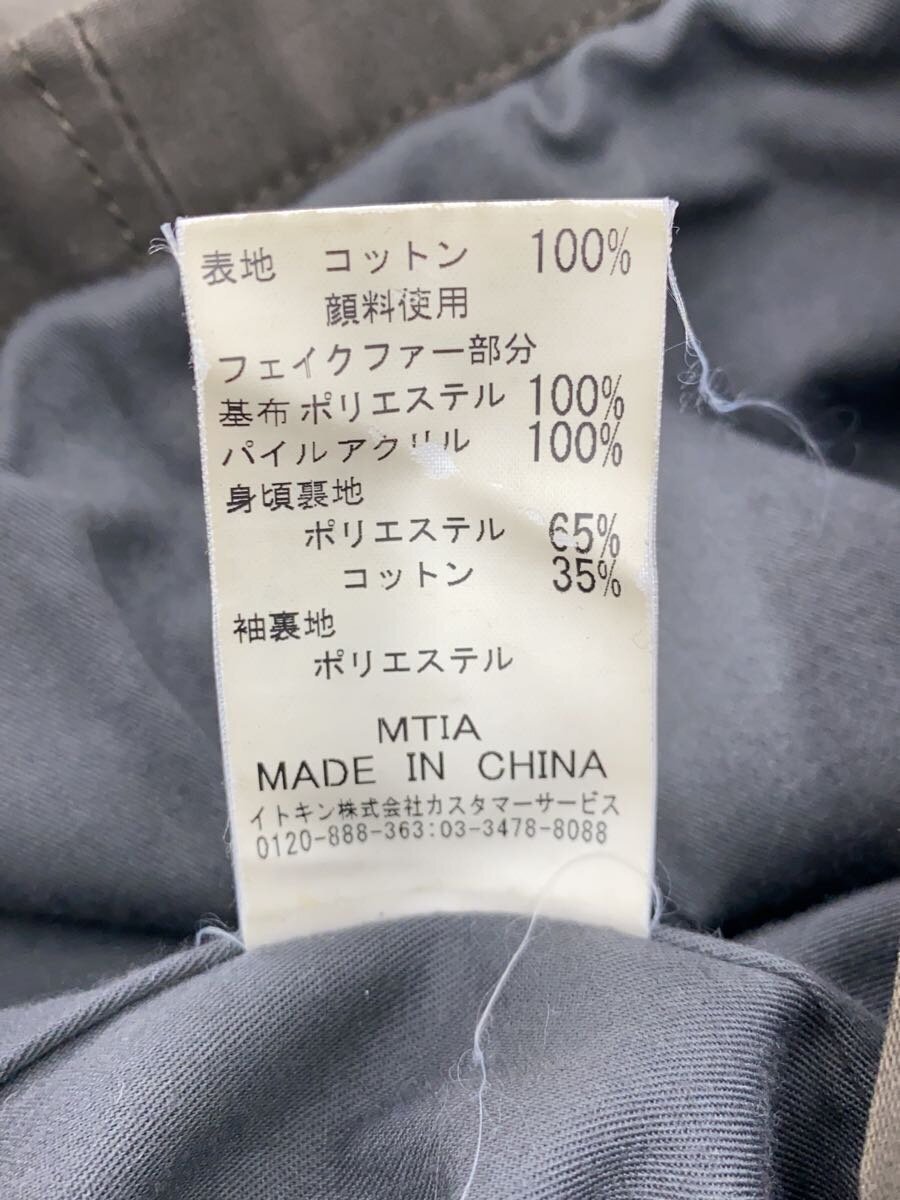 表地 コットン 100%
顔料使用
フェイクファー部分
基布 ポリエステル 100%
パイル アクリル 100%
身頃裏地
ポリエステル 65%
コットン 35%
袖裏地
ポリエステル
MTIA
MADE IN CHINA
イトキン株式会社カスタマーサービス
0120-888-363:03-3478-8088